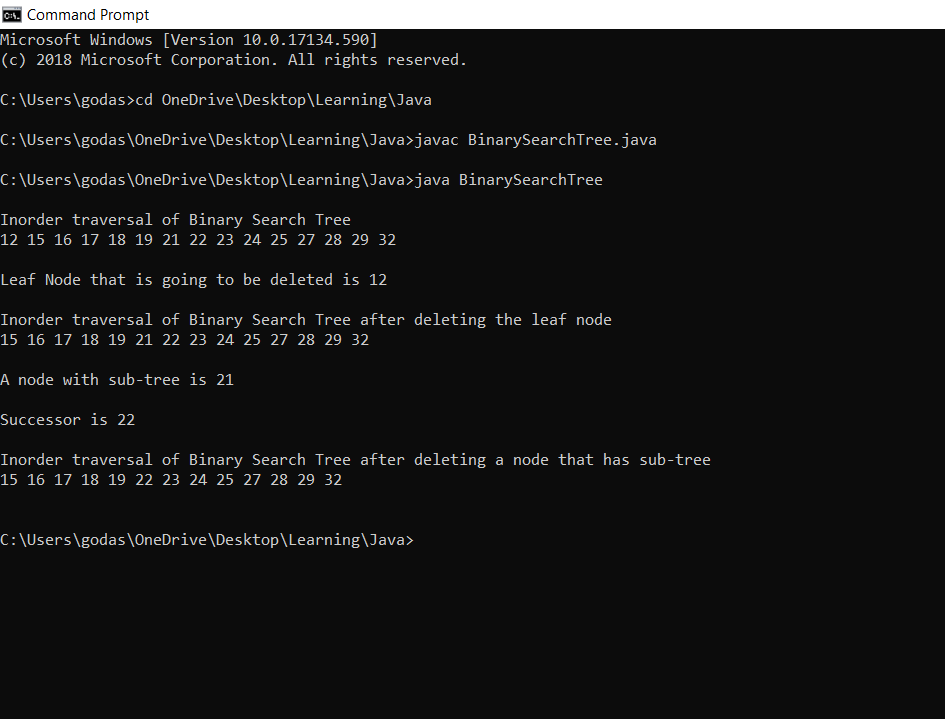 Command Prompt
Microsoft Windows [Version 10.0.17134.590]
(c) 2018 Microsoft Corporation. All rights reserved.
C:\Users\godas>cd OneDrive\Desktop\Learning\Java
C:\Users\godas\OneDrive\Desktop\Learning\Java>javac BinarySearchTree.java
C:\Users\godas\OneDrive\Desktop\Learning\Java>java BinarySearchTree
Inorder traversal of Binary Search Tree
12 15 16 17 18 19 21 22 23 24 25 27 28 29 32
Leaf Node that is going to be deleted is 12
Inorder traversal of Binary Search Tree after deleting the leaf node
15 16 17 18 19 21 22 23 24 25 27 28 29 32
A node with sub-tree is 21
Successor is 22
Inorder traversal of Binary Search Tree after deleting a node that has sub-tree
15 16 17 18 19 22 23 24 25 27 28 29 32
C:\Users\godas\OneDrive\Desktop\Learning\Java>